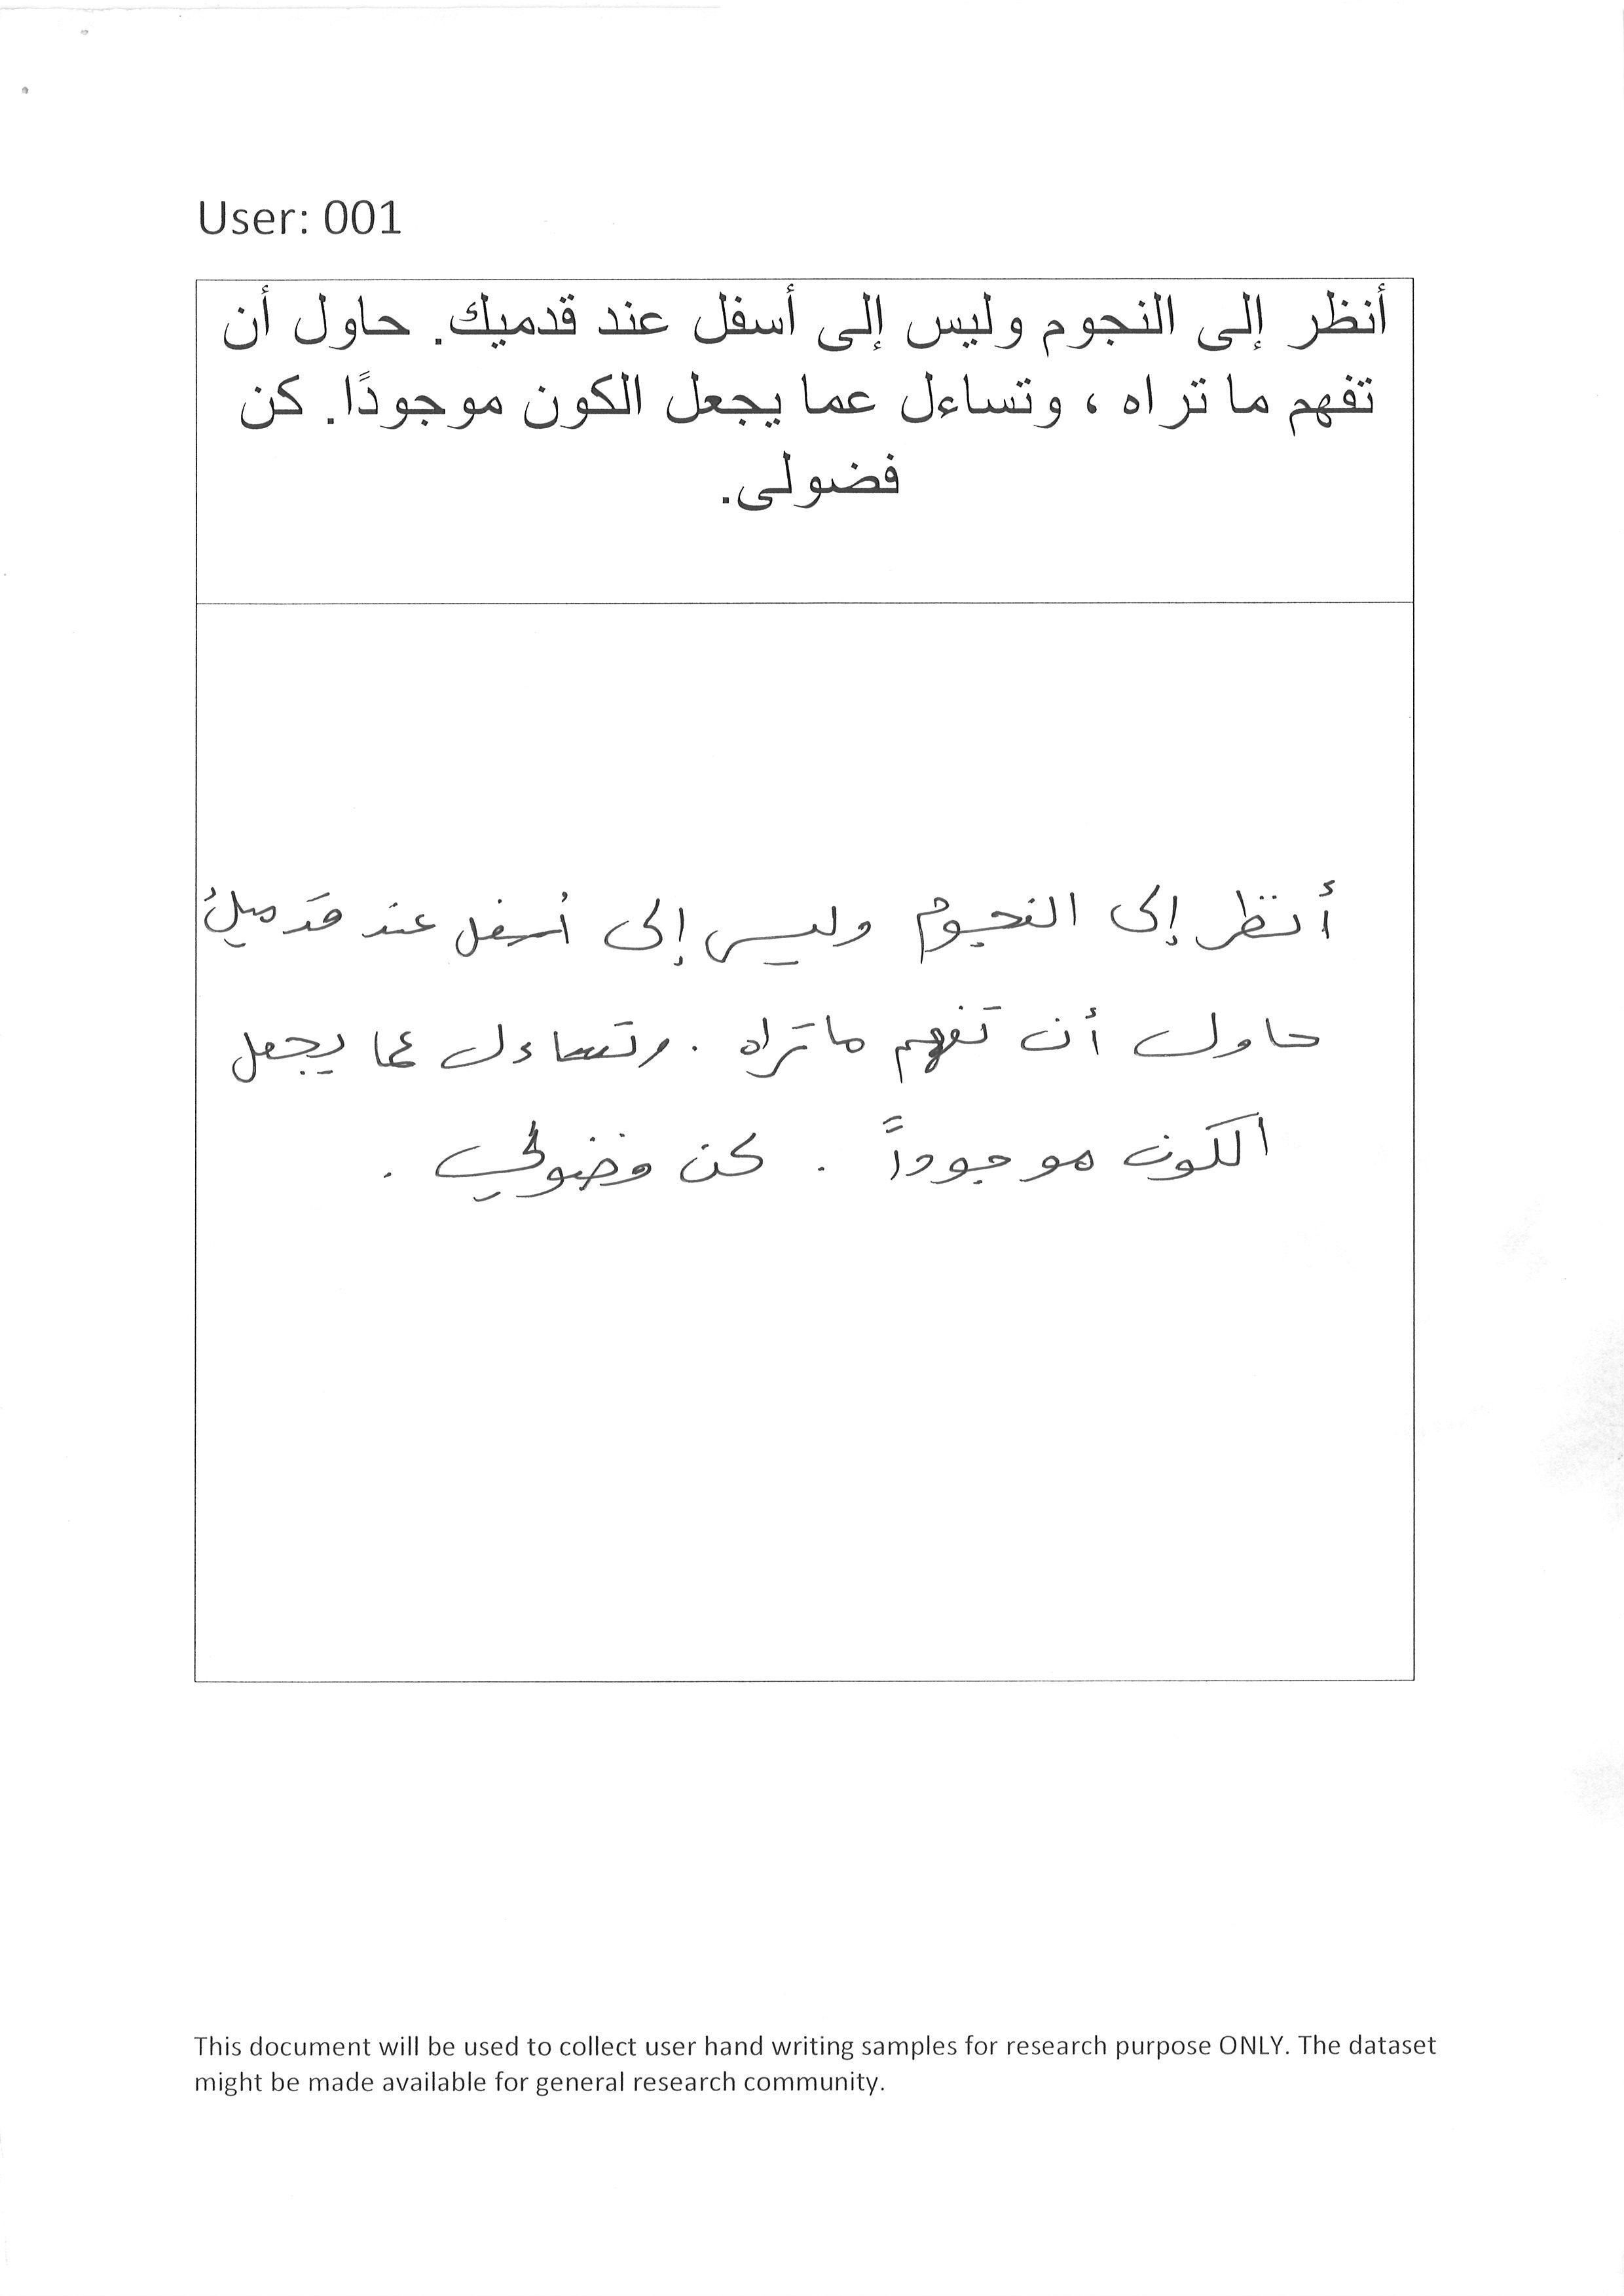 User: 001
أنظر إلى النجوم وليس إلى أسفل عند قدميك. حاول أن
تفهم ما تراه ، وتساءل عما يجعل الكون موجودًا. كن
فضولى.
أنظر إلى النجوم وليس إلى أسفل عند قدميك
حاول أن تفهم ما تراه . وتساءل عما يجعل
الكون موجوداً . كن فضولي .
This document will be used to collect user hand writing samples for research purpose ONLY. The dataset
might be made available for general research community.